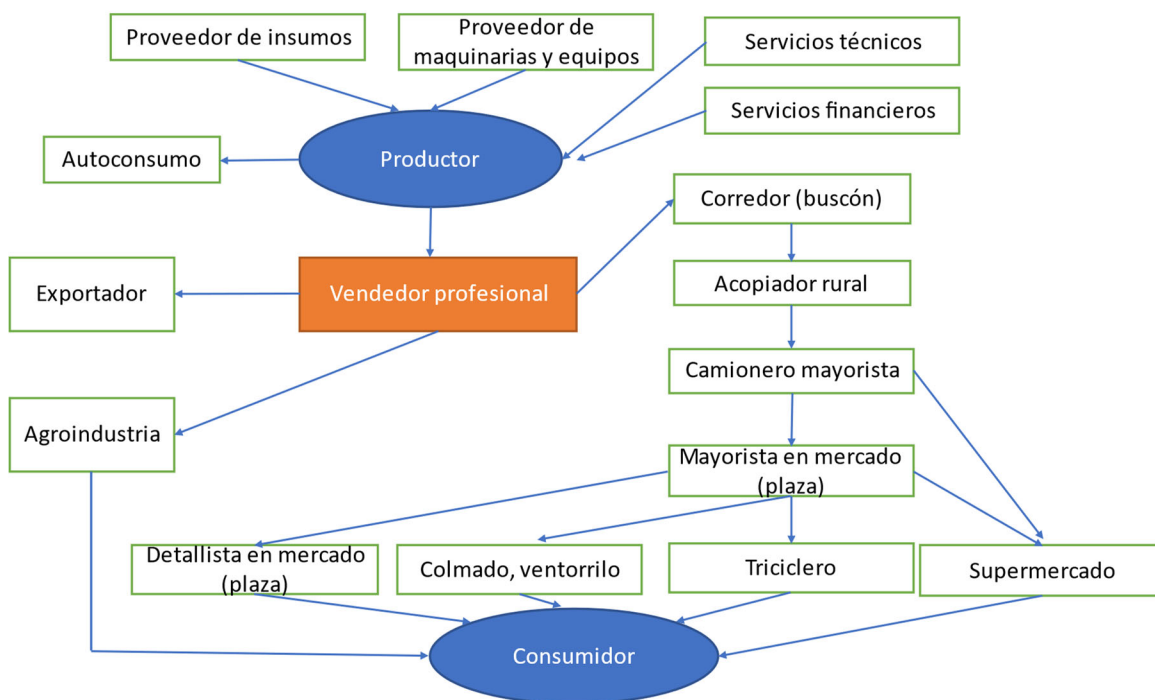 Proveedor de insumos
Proveedor de
maquinarias y equipos
Servicios técnicos
Servicios financieros
Autoconsumo
Productor
Corredor (buscón)
Exportador
Vendedor profesional
Acopiador rural
Camionero mayorista
Agroindustria
Mayorista en mercado
(plaza)
Detallista en mercado
(plaza)
Colmado, ventorrilo
Triciclero
Supermercado
Consumidor